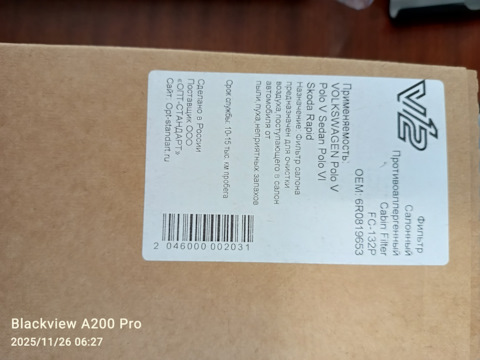 V12
Фильтр
Салонный
Противоаллергенный
Cabin Filter
FC-132P
OEM: 6R0819653
Применяемость:
VOLKSWAGEN Polo V
Polo V Sedan Polo VI
Skoda Rapid
Назначение: Фильтр салона
предназначен для очистки
воздуха, поступающего в салон
автомобиля от
пыли, пуха, неприятных запахов
Срок службы: 10-15 тыс. км пробега
Сделано в России
Поставщик ООО
«ОПТ-СТАНДАРТ»
Сайт: Opt-standart.ru
2 046000 002031
Blackview A200 Pro
2025/11/26 06:27